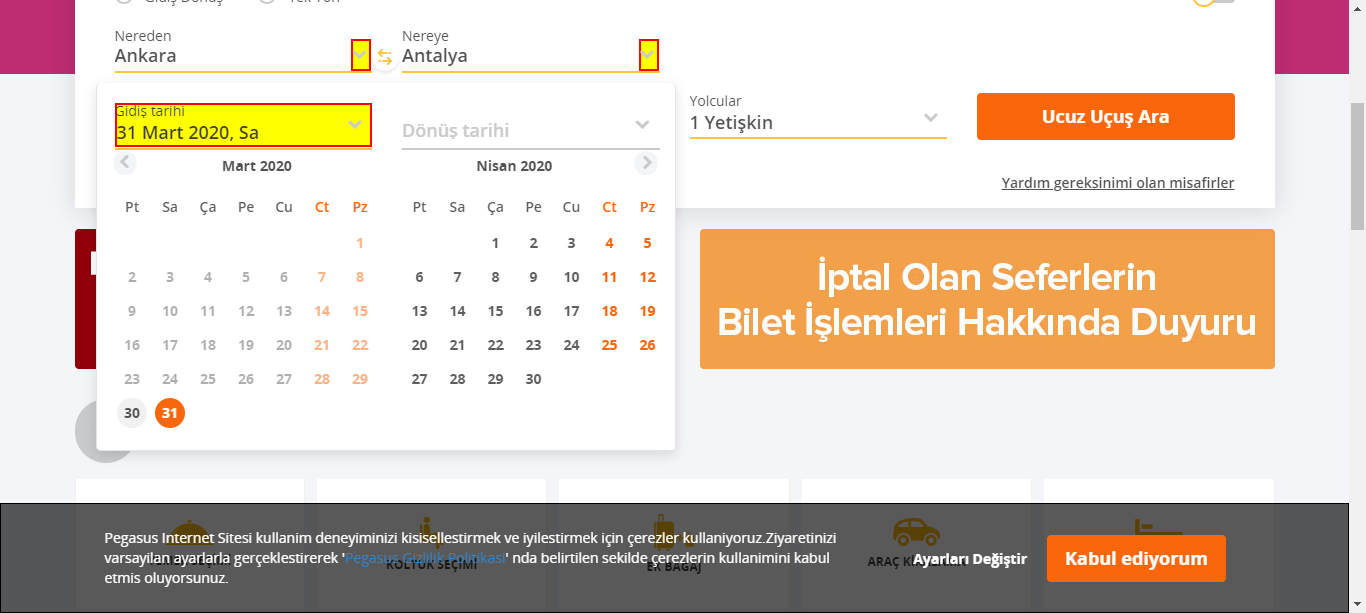 Gidiş Dönüş Tek Yön
Nereden
Ankara
Nereye
Antalya
Gidiş tarihi
31 Mart 2020, Sa
Dönüş tarihi
Yolcular
1 Yetişkin
Ucuz Uçuş Ara
Yardım gereksinimi olan misafirler
Mart 2020
Pt Sa Ça Pe Cu Ct Pz
1
2 3 4 5 6 7 8
9 10 11 12 13 14 15
16 17 18 19 20 21 22
23 24 25 26 27 28 29
30 31
Nisan 2020
Pt Sa Ça Pe Cu Ct Pz
1 2 3 4 5
6 7 8 9 10 11 12
13 14 15 16 17 18 19
20 21 22 23 24 25 26
27 28 29 30
İptal Olan Seferlerin
Bilet İşlemleri Hakkında Duyuru
Pegasus Internet Sitesi kullanim deneyiminizi kisisellestirmek ve iyilestirmek için çerezler kullaniyoruz.Ziyaretinizi
varsayilan ayarlarla gerçeklestirerek 'Pegasus Gizlilik Politikasi' nda belirtilen sekilde çerezlerin kullanimini kabul
etmis oluyorsunuz.
Ayarları Değiştir
Kabul ediyorum
KOLTUK SEÇİMİ
EK BAGAJ